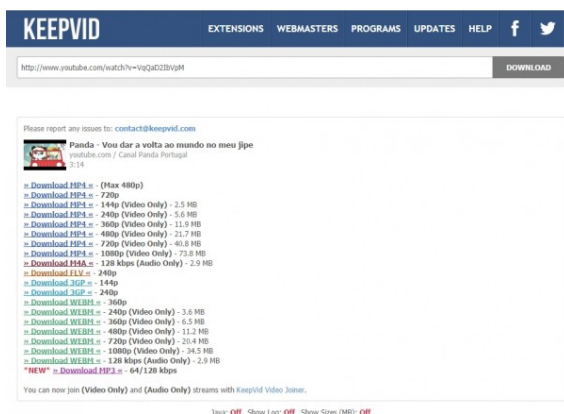 KEEPVID
EXTENSIONS WEBMASTERS PROGRAMS UPDATES HELP f
http://www.youtube.com/watch?v=VqQaD2IbVpM DOWNLOAD
Please report any issues to: contact@keepvid.com
Panda - Vou dar a volta ao mundo no meu jipe
youtube.com / Canal Panda Portugal
3:14
» Download MP4 « - (Max 480p)
» Download MP4 « - 720p
» Download MP4 « - 144p (Video Only) - 2.5 MB
» Download MP4 « - 240p (Video Only) - 5.6 MB
» Download MP4 « - 360p (Video Only) - 11.9 MB
» Download MP4 « - 480p (Video Only) - 21.7 MB
» Download MP4 « - 720p (Video Only) - 40.8 MB
» Download MP4 « - 1080p (Video Only) - 73.8 MB
» Download M4A « - 128 kbps (Audio Only) - 2.9 MB
» Download FLV « - 240p
» Download 3GP « - 144p
» Download 3GP « - 240p
» Download WEBM « - 360p
» Download WEBM « - 240p (Video Only) - 3.6 MB
» Download WEBM « - 360p (Video Only) - 6.5 MB
» Download WEBM « - 480p (Video Only) - 11.2 MB
» Download WEBM « - 720p (Video Only) - 20.4 MB
» Download WEBM « - 1080p (Video Only) - 34.5 MB
» Download WEBM « - 128 kbps (Audio Only) - 2.9 MB
*NEW* » Download MP3 « - 64/128 kbps
You can now join (Video Only) and (Audio Only) streams with KeepVid Video Joiner.
Java: Off Show Log: Off Show Sizes (MB): Off